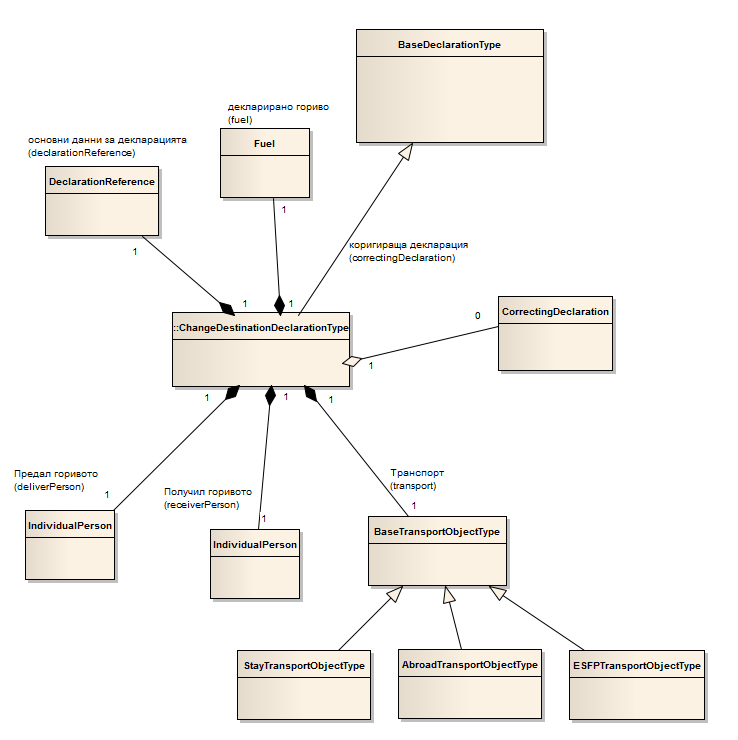 BaseDeclarationType
декларирано гориво
(fuel)
Fuel
основни данни за декларацията
(declarationReference)
DeclarationReference
1
1
коригираща декларация
(correctingDeclaration)
1
1
CorrectingDeclaration
0
::ChangeDestinationDeclarationType
1
1
1
1
Предал горивото
(deliverPerson)
1
Получил горивото
(receiverPerson)
1
Транспорт
(transport)
1
IndividualPerson
IndividualPerson
BaseTransportObjectType
StayTransportObjectType
AbroadTransportObjectType
ESFPTransportObjectType